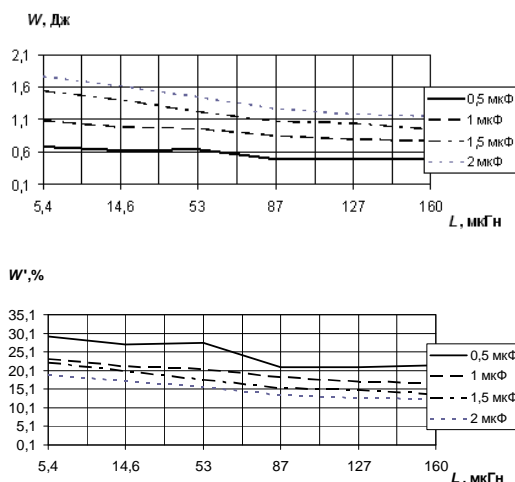 W, Дж
2,1
1,6
1,1
0,6
0,1
5,4 14,6 53 87 127 160
L, мкГн
0,5 мкФ
1 мкФ
1,5 мкФ
2 мкФ
W',%
35,1
30,1
25,1
20,1
15,1
10,1
5,1
0,1
5,4 14,6 53 87 127 160
L, мкГн
0,5 мкФ
1 мкФ
1,5 мкФ
2 мкФ